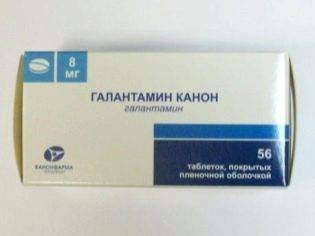 8
мг
ГАЛАНТАМИН КАНОН
галантамин
56
таблеток, покрытых
пленочной оболочкой
КАНОНФАРМА